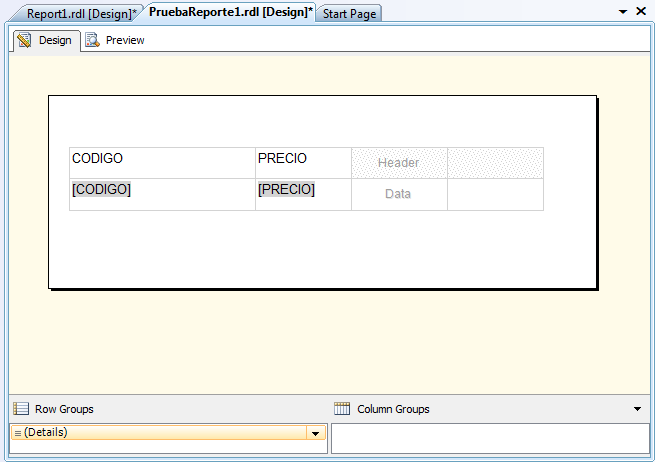 Report1.rdl [Design]* PruebaReporte1.rdl [Design]* Start Page
Design Preview
CODIGO PRECIO Header
[CODIGO] [PRECIO] Data
Row Groups Column Groups
(Details)